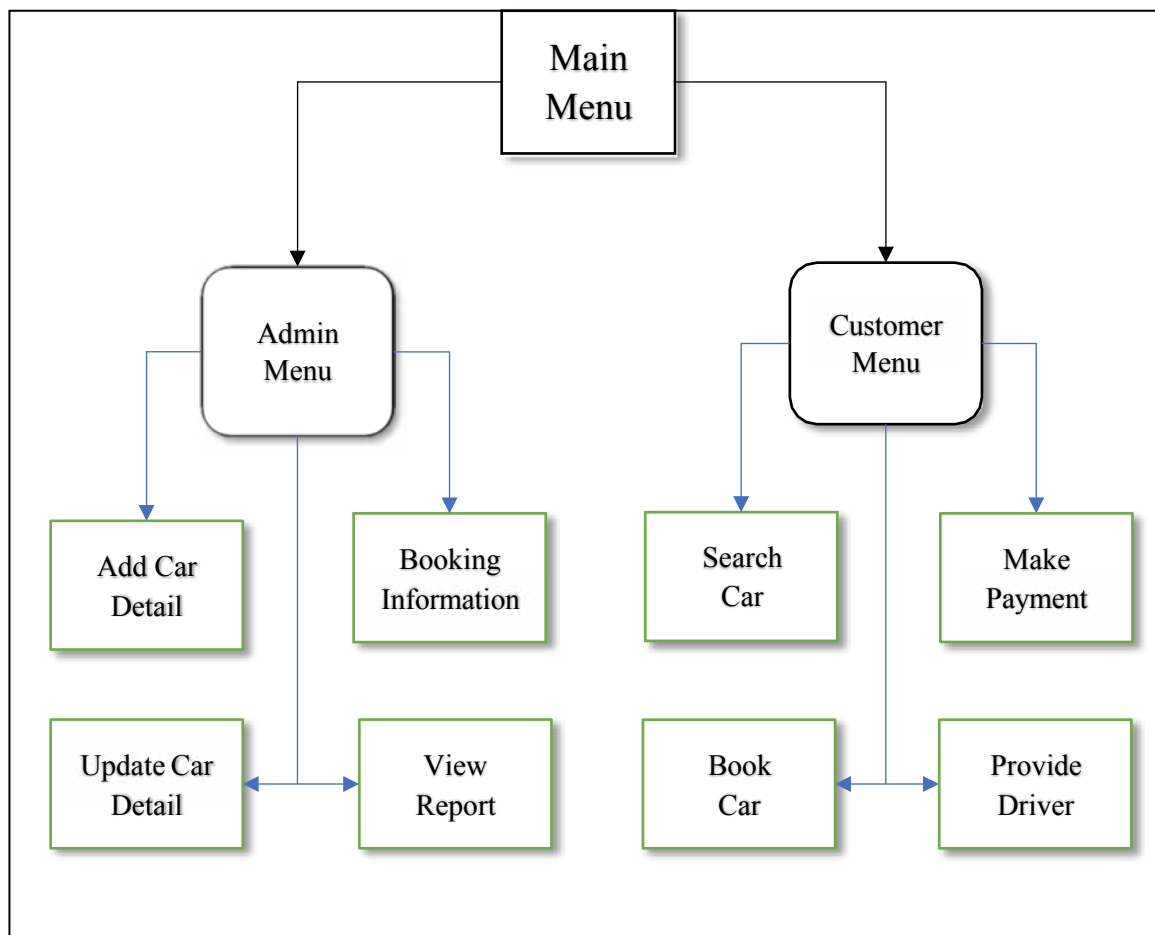 Main
Menu
Admin
Menu
Customer
Menu
Add Car
Detail
Booking
Information
Search
Car
Make
Payment
Update Car
Detail
View
Report
Book
Car
Provide
Driver